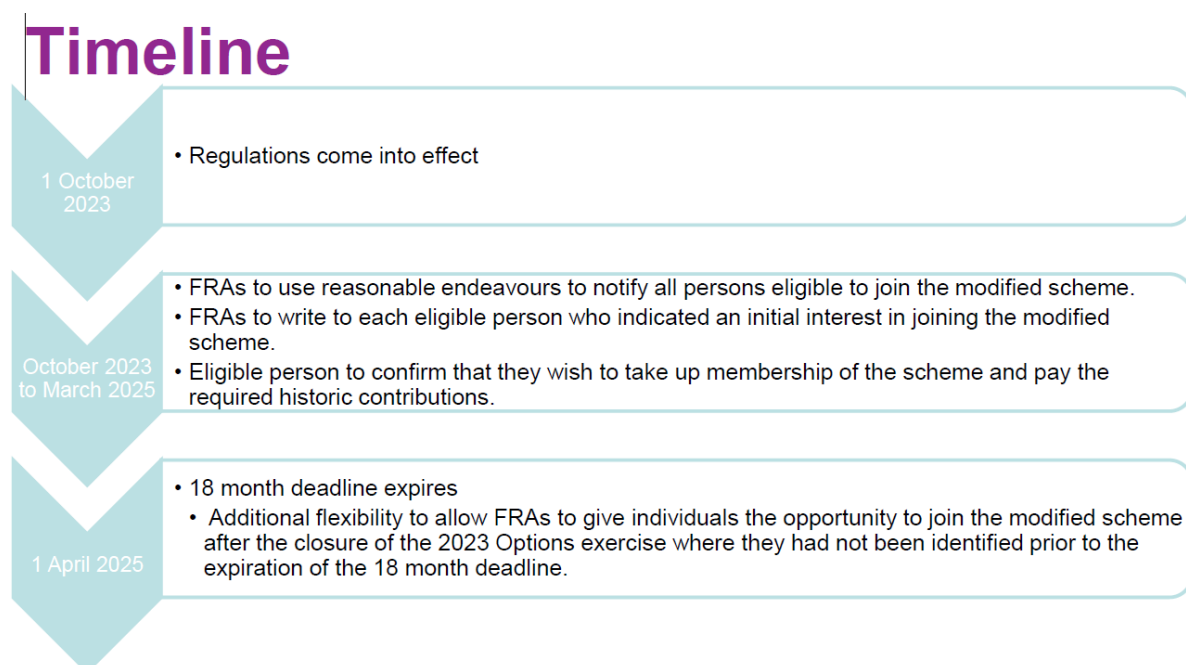 Timeline
1 October
2023
• Regulations come into effect
October 2023
to March 2025
• FRAs to use reasonable endeavours to notify all persons eligible to join the modified scheme.
• FRAs to write to each eligible person who indicated an initial interest in joining the modified
scheme.
• Eligible person to confirm that they wish to take up membership of the scheme and pay the
required historic contributions.
1 April 2025
• 18 month deadline expires
• Additional flexibility to allow FRAs to give individuals the opportunity to join the modified scheme
after the closure of the 2023 Options exercise where they had not been identified prior to the
expiration of the 18 month deadline.